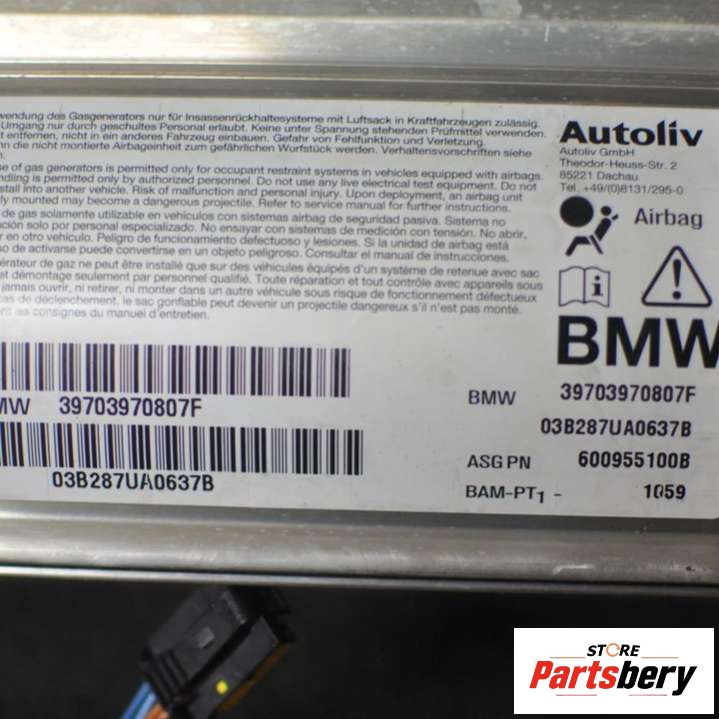 wendung des Gasgenerators nur für Insassenrückhaltesysteme mit Luftsack in Kraftfahrzeugen zulässig.
Umgang nur durch geschultes Personal erlaubt. Keine unter Spannung stehenden Prüfmittel verwenden.
t entfernen, nicht in ein anderes Fahrzeug einbauen. Gefahr von Fehlfunktion und Verletzung.
n die nicht montierte Airbageinheit zum gefährlichen Wurfstück werden. Verhaltensvorschriften siehe
n.
e of gas generators is permitted only for occupant restraint systems in vehicles equipped with airbags.
ndling is permitted only by authorized personnel. Do not use any live electrical test equipment. Do not
stall into another vehicle. Risk of malfunction and personal injury. Upon deployment, an airbag unit
ly mounted may become a dangerous projectile. Refer to service manual for further instructions.
de gas solamente utilizable en vehículos con sistemas airbag de seguridad pasiva. Sistema no
ción solo por personal especializado. No ensayar con sistemas de medición con tensión. No abrir,
r en otro vehículo. Peligro de funcionamiento defectuoso y lesiones. Si la unidad de airbag está
so de activarse puede convertirse en un objeto peligroso. Consultar el manual de instrucciones.
érateur de gaz ne peut être installé que sur des véhicules équipés d'un système de retenue avec sac
et démontage seulement par personnel qualifié. Toute réparation et tout contrôle avec appareils sous
jamais ouvrir, ni retirer, ni monter dans un autre véhicule sous risque de fonctionnement défectueux
cas de déclenchement, le sac gonflable peut devenir un projectile dangereux s'il n'est pas monté.
les consignes du manuel d'entretien.
Autoliv
Autoliv GmbH
Theodor-Heuss-Str. 2
85221 Dachau
Tel. +49/(0)8131/295-0
Airbag
i
!
BMW
MW 39703970807F
03B287UA0637B
BMW 39703970807F
03B287UA0637B
ASG PN 600955100B
BAM-PT1 - 1059
STORE
Partsbery